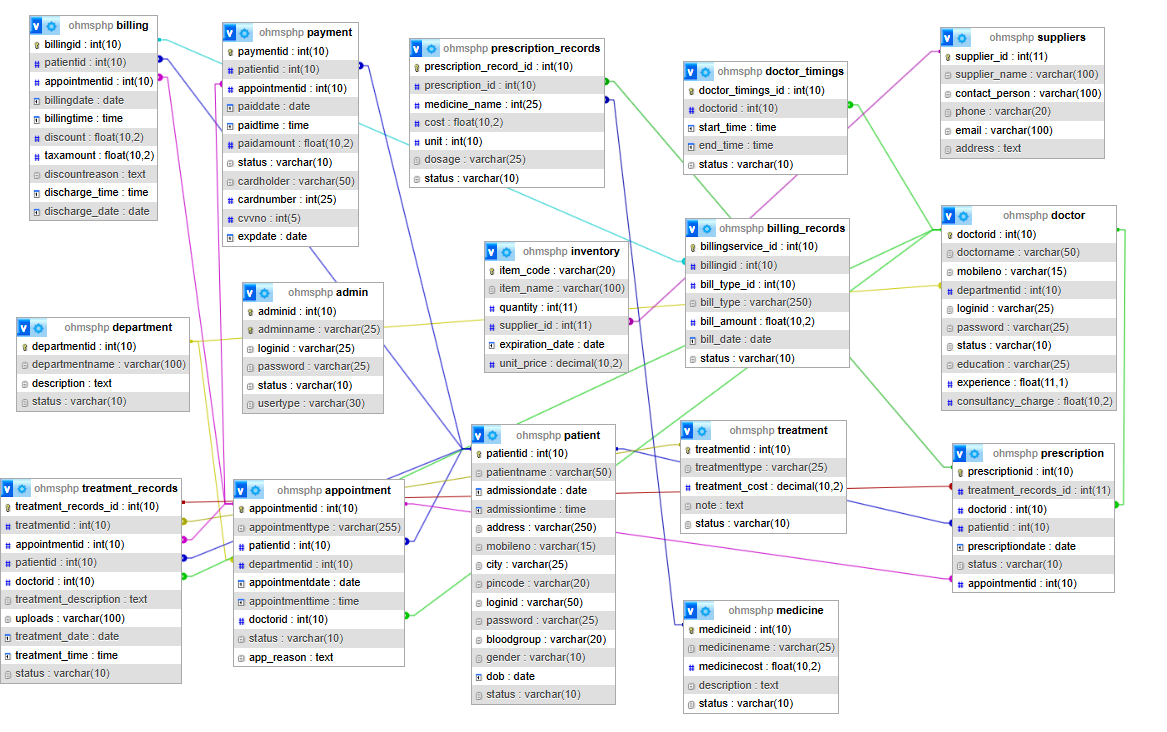 ohmsphp billing
billingid : int(10)
patientid : int(10)
appointmentid : int(10)
billingdate : date
billingtime : time
discount : float(10,2)
taxamount : float(10,2)
discountreason : text
discharge_time : time
discharge_date : date
ohmsphp payment
paymentid : int(10)
patientid : int(10)
appointmentid : int(10)
paiddate : date
paidtime : time
paidamount : float(10,2)
status : varchar(10)
cardholder : varchar(50)
cardnumber : int(25)
cvvno : int(5)
expdate : date
ohmsphp prescription_records
prescription_record_id : int(10)
prescription_id : int(10)
medicine_name : int(25)
cost : float(10,2)
unit : int(10)
dosage : varchar(25)
status : varchar(10)
ohmsphp doctor_timings
doctor_timings_id : int(10)
doctorid : int(10)
start_time : time
end_time : time
status : varchar(10)
ohmsphp suppliers
supplier_id : int(11)
supplier_name : varchar(100)
contact_person : varchar(100)
phone : varchar(20)
email : varchar(100)
address : text
ohmsphp department
departmentid : int(10)
departmentname : varchar(100)
description : text
status : varchar(10)
ohmsphp admin
adminid : int(10)
adminname : varchar(25)
loginid : varchar(25)
password : varchar(25)
status : varchar(10)
usertype : varchar(30)
ohmsphp inventory
item_code : varchar(20)
item_name : varchar(100)
quantity : int(11)
supplier_id : int(11)
expiration_date : date
unit_price : decimal(10,2)
ohmsphp billing_records
billingservice_id : int(10)
billingid : int(10)
bill_type_id : int(10)
bill_type : varchar(250)
bill_amount : float(10,2)
bill_date : date
status : varchar(10)
ohmsphp doctor
doctorid : int(10)
doctorname : varchar(50)
mobileno : varchar(15)
departmentid : int(10)
loginid : varchar(25)
password : varchar(25)
status : varchar(10)
education : varchar(25)
experience : float(11,1)
consultancy_charge : float(10,2)
ohmsphp treatment_records
treatment_records_id : int(10)
treatmentid : int(10)
appointmentid : int(10)
patientid : int(10)
doctorid : int(10)
treatment_description : text
uploads : varchar(100)
treatment_date : date
treatment_time : time
status : varchar(10)
ohmsphp appointment
appointmentid : int(10)
appointmenttype : varchar(255)
patientid : int(10)
departmentid : int(10)
appointmentdate : date
appointmenttime : time
doctorid : int(10)
status : varchar(10)
app_reason : text
ohmsphp patient
patientid : int(10)
patientname : varchar(50)
admissiondate : date
admissiontime : time
address : varchar(250)
mobileno : varchar(15)
city : varchar(25)
pincode : varchar(20)
loginid : varchar(50)
password : varchar(25)
bloodgroup : varchar(20)
gender : varchar(10)
dob : date
status : varchar(10)
ohmsphp treatment
treatmentid : int(10)
treatmenttype : varchar(25)
treatment_cost : decimal(10,2)
note : text
status : varchar(10)
ohmsphp medicine
medicineid : int(10)
medicinename : varchar(25)
medicinecost : float(10,2)
description : text
status : varchar(10)
ohmsphp prescription
prescriptionid : int(10)
treatment_records_id : int(11)
doctorid : int(10)
patientid : int(10)
prescriptiondate : date
status : varchar(10)
appointmentid : int(10)